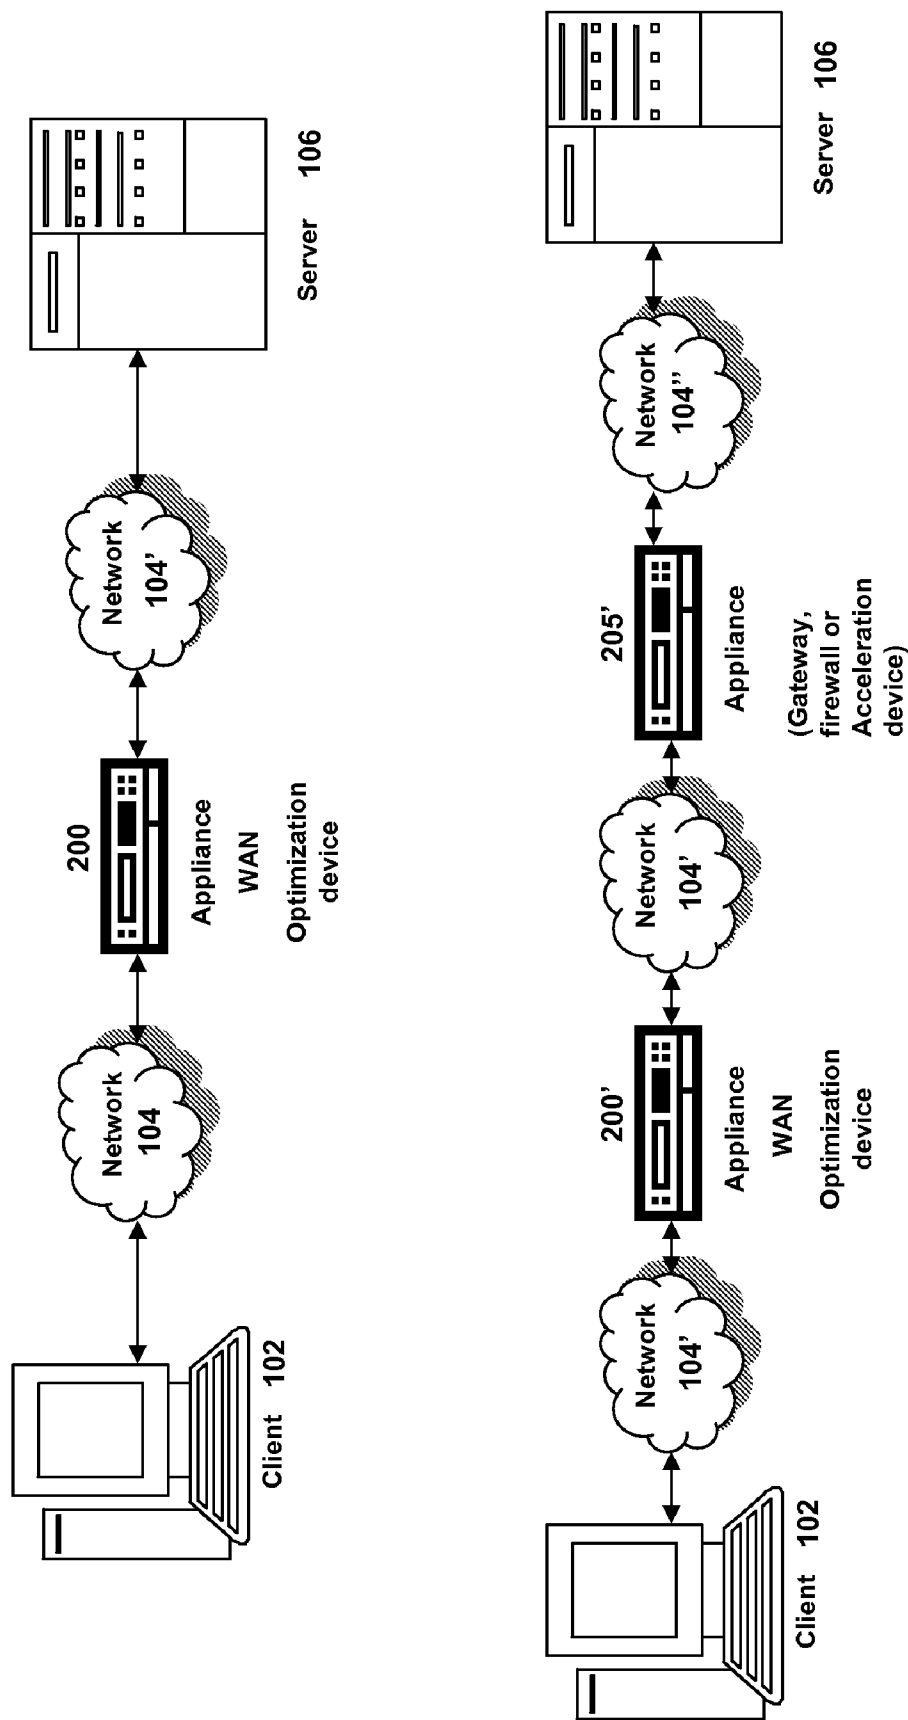 Client 102
Network
104
200
Appliance
WAN
Optimization
device
Network
104'
Server 106
Client 102
Network
104'
200'
Appliance
WAN
Optimization
device
Network
104'
205'
Appliance
(Gateway,
firewall or
Acceleration
device)
Network
104''
Server 106